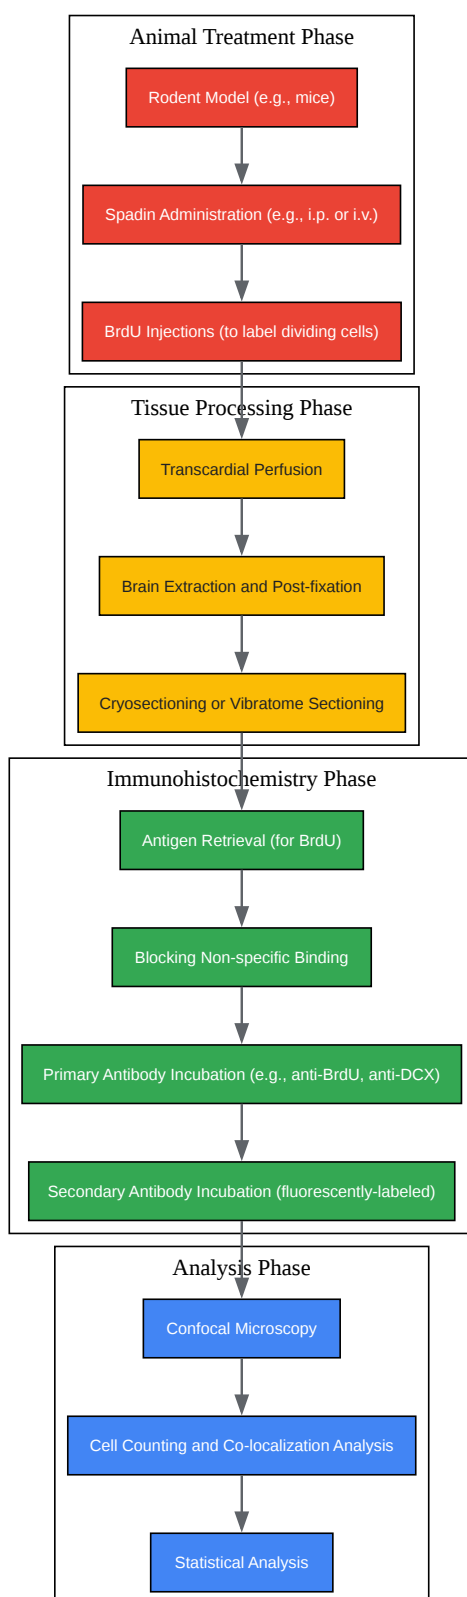 Animal Treatment Phase
Rodent Model (e.g., mice)
Spadin Administration (e.g., i.p. or i.v.)
BrdU Injections (to label dividing cells)
Tissue Processing Phase
Transcardial Perfusion
Brain Extraction and Post-fixation
Cryosectioning or Vibratome Sectioning
Immunohistochemistry Phase
Antigen Retrieval (for BrdU)
Blocking Non-specific Binding
Primary Antibody Incubation (e.g., anti-BrdU, anti-DCX)
Secondary Antibody Incubation (fluorescently-labeled)
Analysis Phase
Confocal Microscopy
Cell Counting and Co-localization Analysis
Statistical Analysis